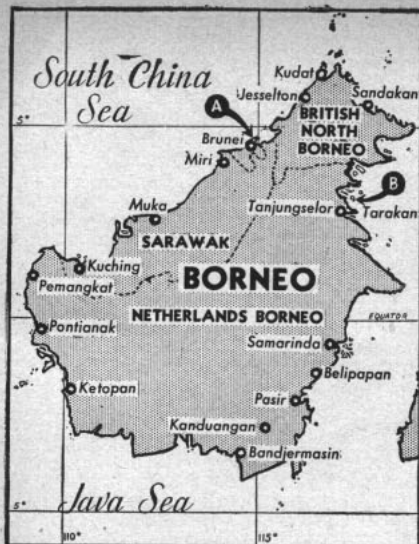 South China
Sea
Kudat
Jesselton
Sandakan
A
BRITISH
NORTH
BORNEO
5°
Brunei
Miri
B
Muka
Tanjungselor
Tarakan
SARAWAK
Kuching
BORNEO
Pemangkat
NETHERLANDS BORNEO
EQUATOR
Pontianak
Samarinda
Belipapan
Ketopan
Pasir
Kanduangan
Bandjermasin
Java Sea
5°
110°
115°